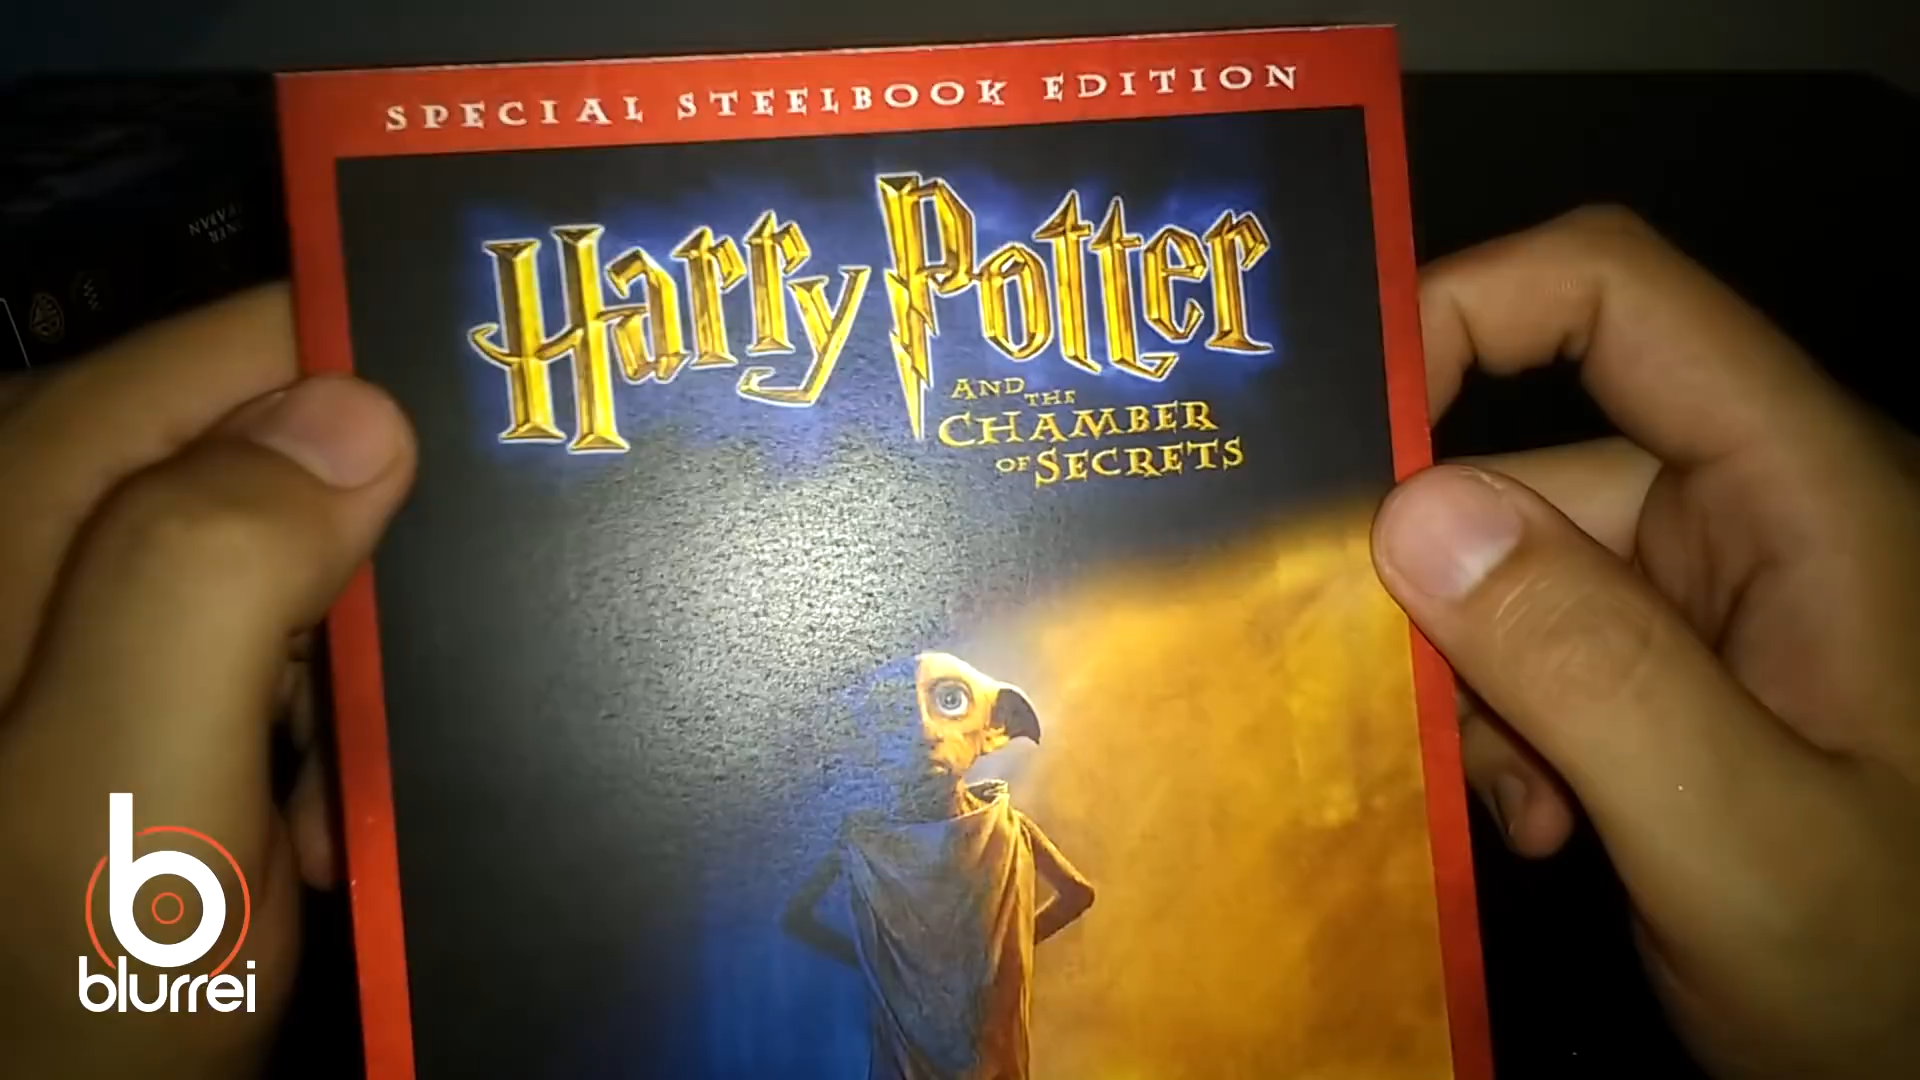 SPECIAL STEELBOOK EDITION
Harry Potter
AND THE
CHAMBER
OF SECRETS
blurrei